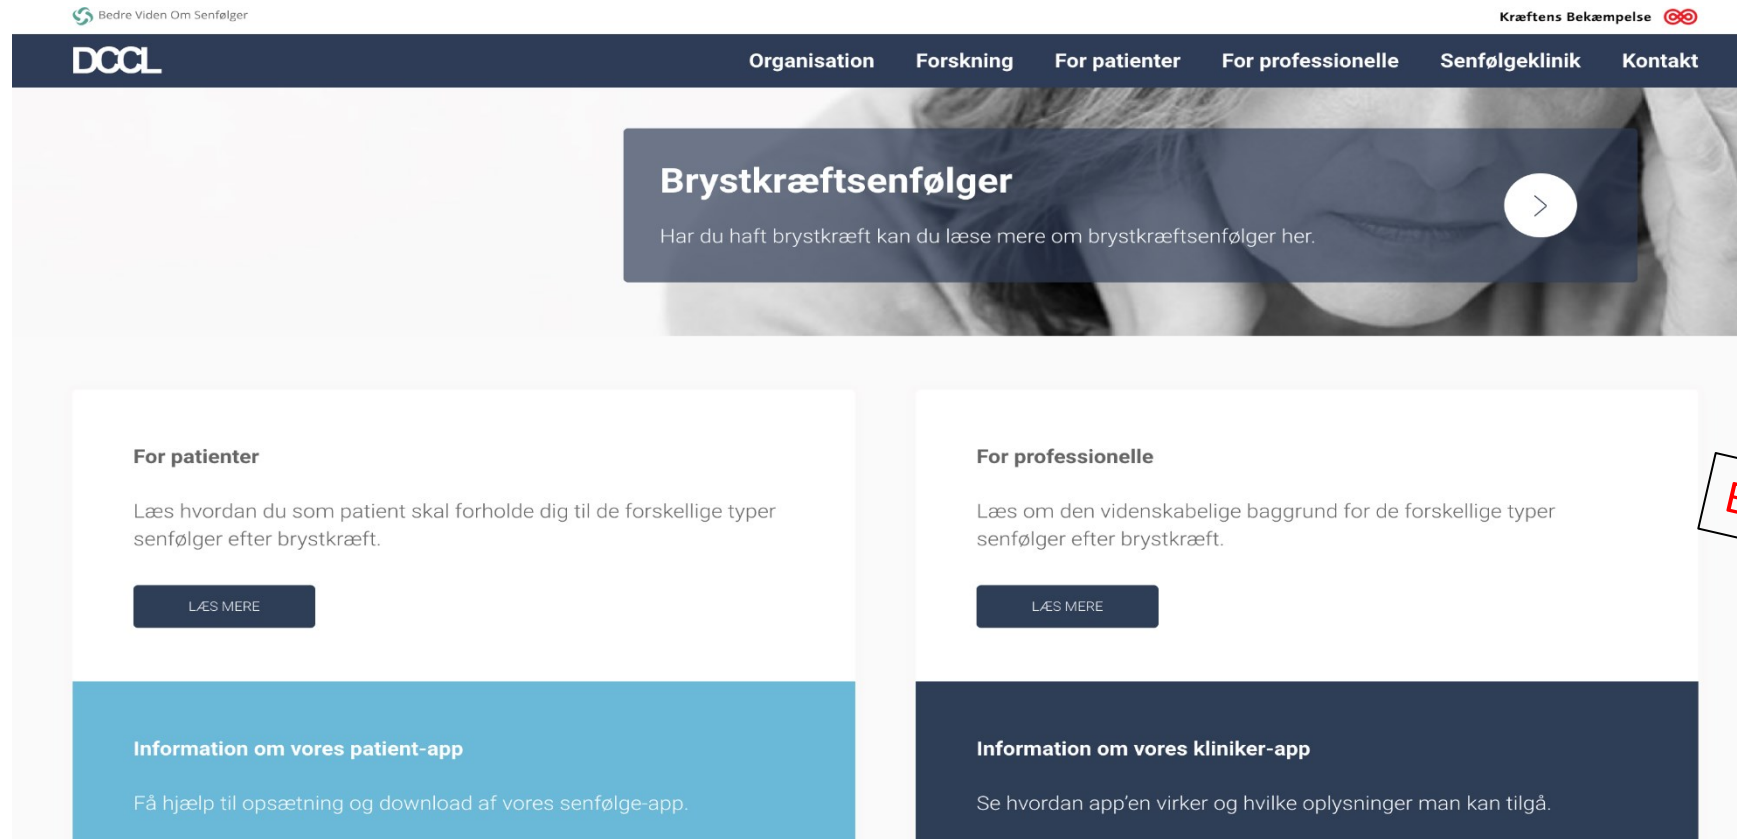 Bedre Viden Om Senfølger
Kræftens Bekæmpelse
DCCL
Organisation Forskning For patienter For professionelle Senfølgeklinik Kontakt
Brystkræftsenfølger
Har du haft brystkræft kan du læse mere om brystkræftsenfølger her.
For patienter
Læs hvordan du som patient skal forholde dig til de forskellige typer
senfølger efter brystkræft.
LÆS MERE
For professionelle
Læs om den videnskabelige baggrund for de forskellige typer
senfølger efter brystkræft.
LÆS MERE
Information om vores patient-app
Få hjælp til opsætning og download af vores senfølge-app.
Information om vores kliniker-app
Se hvordan app'en virker og hvilke oplysninger man kan tilgå.